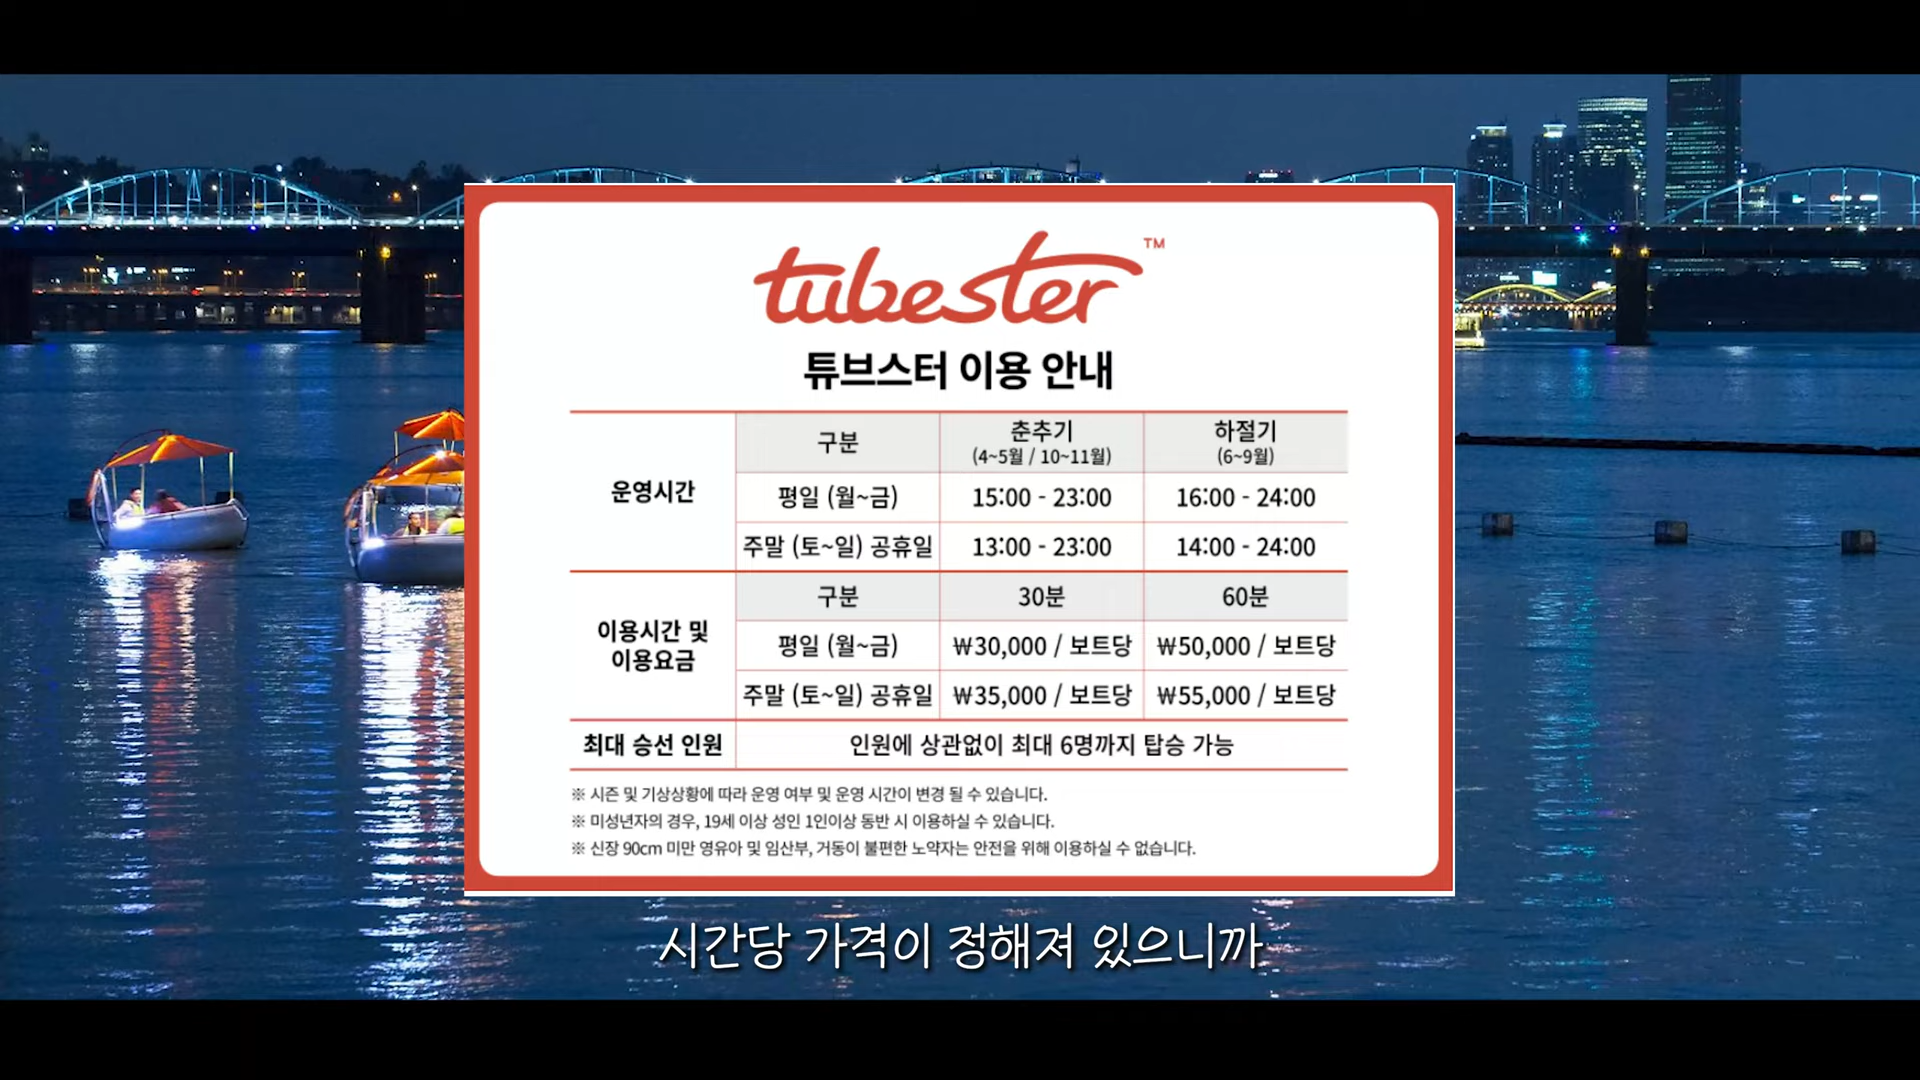 tubester™
튜브스터 이용 안내
운영시간
구분
춘추기
(4~5월 / 10~11월)
하절기
(6~9월)
평일 (월~금)
15:00 - 23:00
16:00 - 24:00
주말 (토~일) 공휴일
13:00 - 23:00
14:00 - 24:00
이용시간 및
이용요금
구분
30분
60분
평일 (월~금)
₩30,000 / 보트당
₩50,000 / 보트당
주말 (토~일) 공휴일
₩35,000 / 보트당
₩55,000 / 보트당
최대 승선 인원
인원에 상관없이 최대 6명까지 탑승 가능
※ 시즌 및 기상상황에 따라 운영 여부 및 운영 시간이 변경 될 수 있습니다.
※ 미성년자의 경우, 19세 이상 성인 1인이상 동반 시 이용하실 수 있습니다.
※ 신장 90cm 미만 영유아 및 임산부, 거동이 불편한 노약자는 안전을 위해 이용하실 수 없습니다.
시간당 가격이 정해져 있으니까